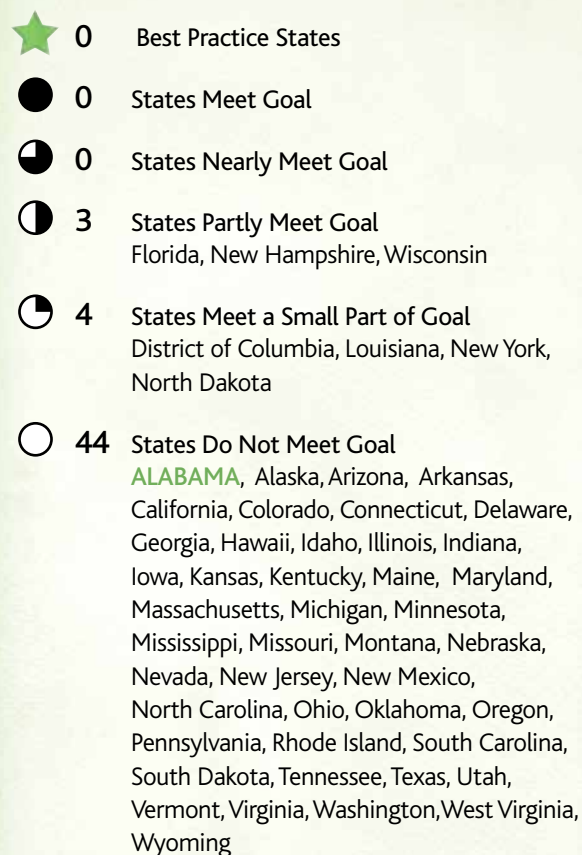 0 Best Practice States
0 States Meet Goal
0 States Nearly Meet Goal
3 States Partly Meet Goal
Florida, New Hampshire, Wisconsin
4 States Meet a Small Part of Goal
District of Columbia, Louisiana, New York,
North Dakota
44 States Do Not Meet Goal
ALABAMA, Alaska, Arizona, Arkansas,
California, Colorado, Connecticut, Delaware,
Georgia, Hawaii, Idaho, Illinois, Indiana,
Iowa, Kansas, Kentucky, Maine, Maryland,
Massachusetts, Michigan, Minnesota,
Mississippi, Missouri, Montana, Nebraska,
Nevada, New Jersey, New Mexico,
North Carolina, Ohio, Oklahoma, Oregon,
Pennsylvania, Rhode Island, South Carolina,
South Dakota, Tennessee, Texas, Utah,
Vermont, Virginia, Washington,West Virginia,
Wyoming